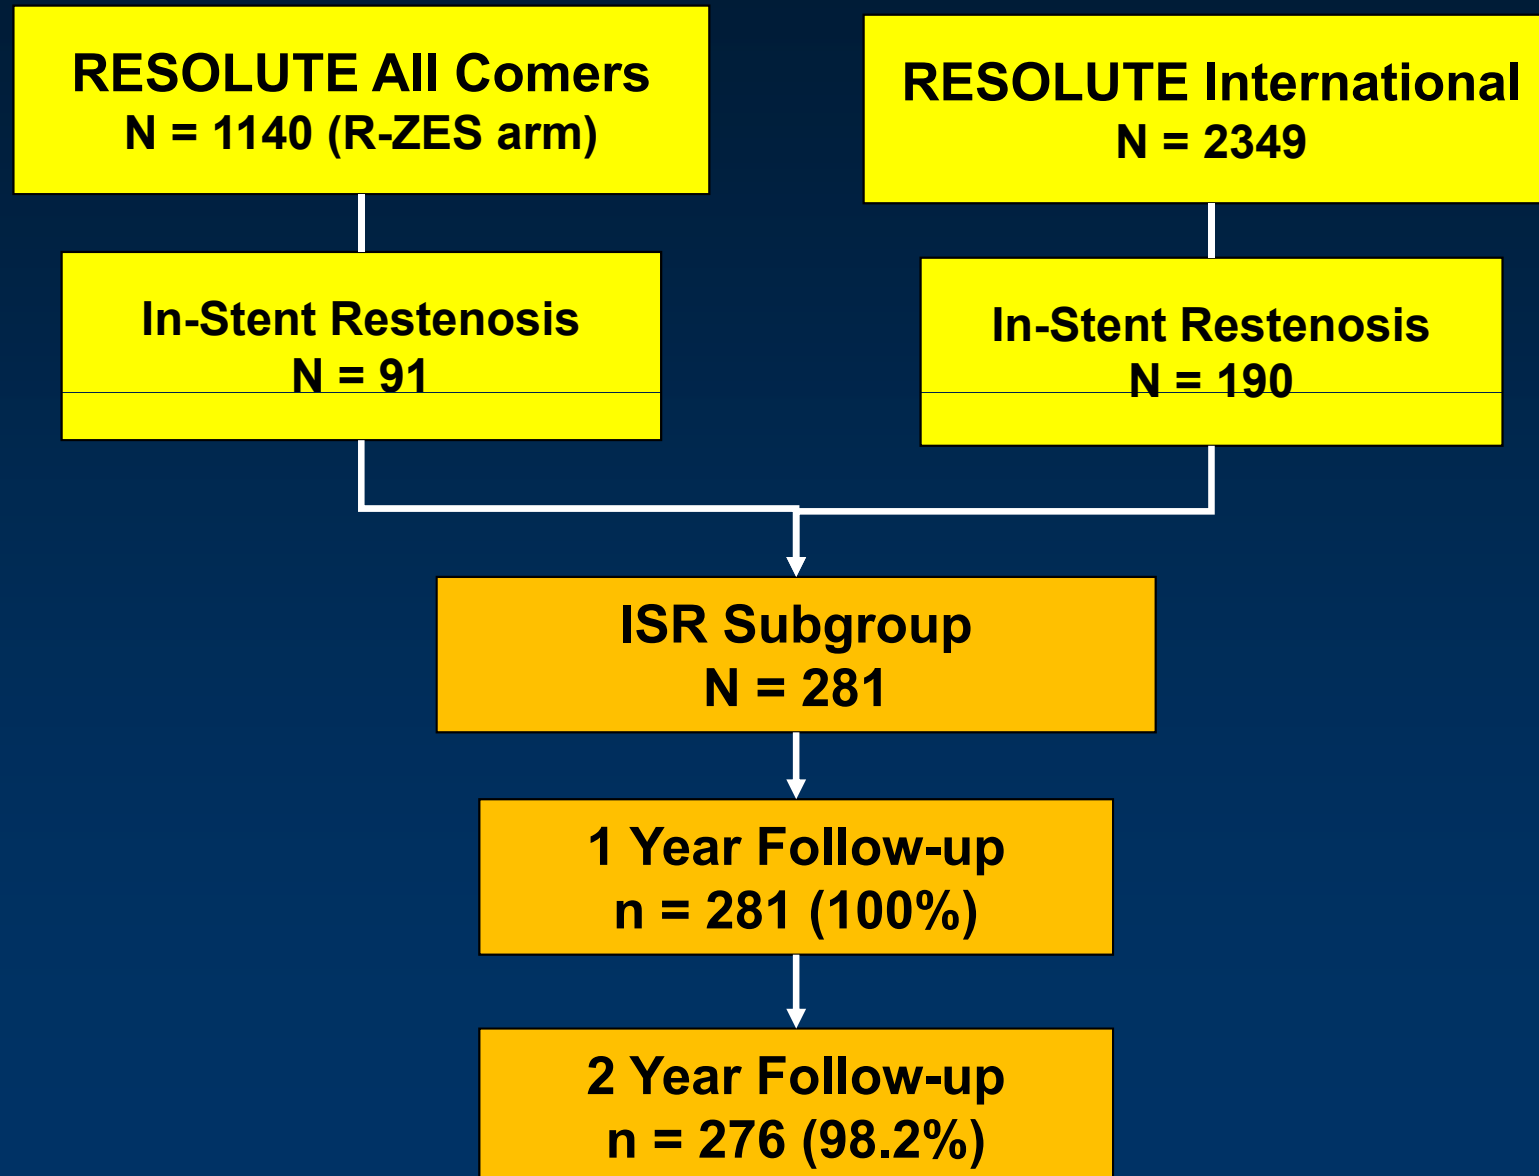 RESOLUTE All Comers
N = 1140 (R-ZES arm)
RESOLUTE International
N = 2349
In-Stent Restenosis
N = 91
In-Stent Restenosis
N = 190
ISR Subgroup
N = 281
1 Year Follow-up
n = 281 (100%)
2 Year Follow-up
n = 276 (98.2%)